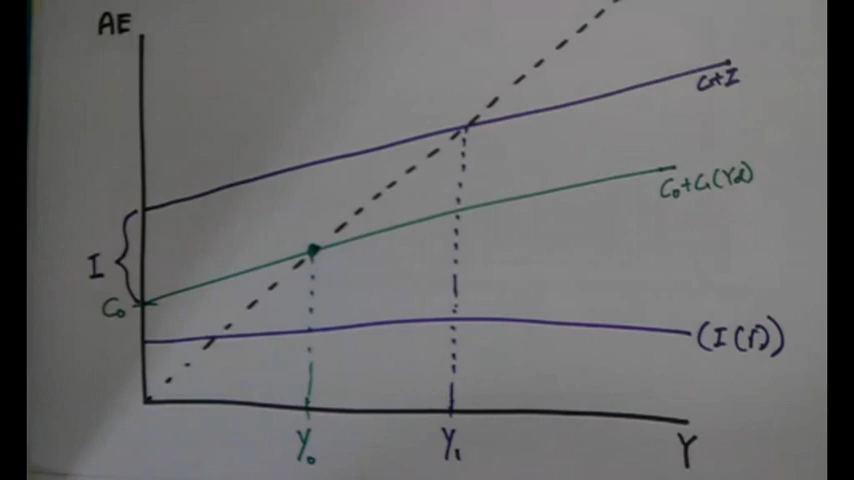 AE
C+I
C₀+C₁(Yd)
I
C₀
(I(r))
Y₀
Y₁
Y